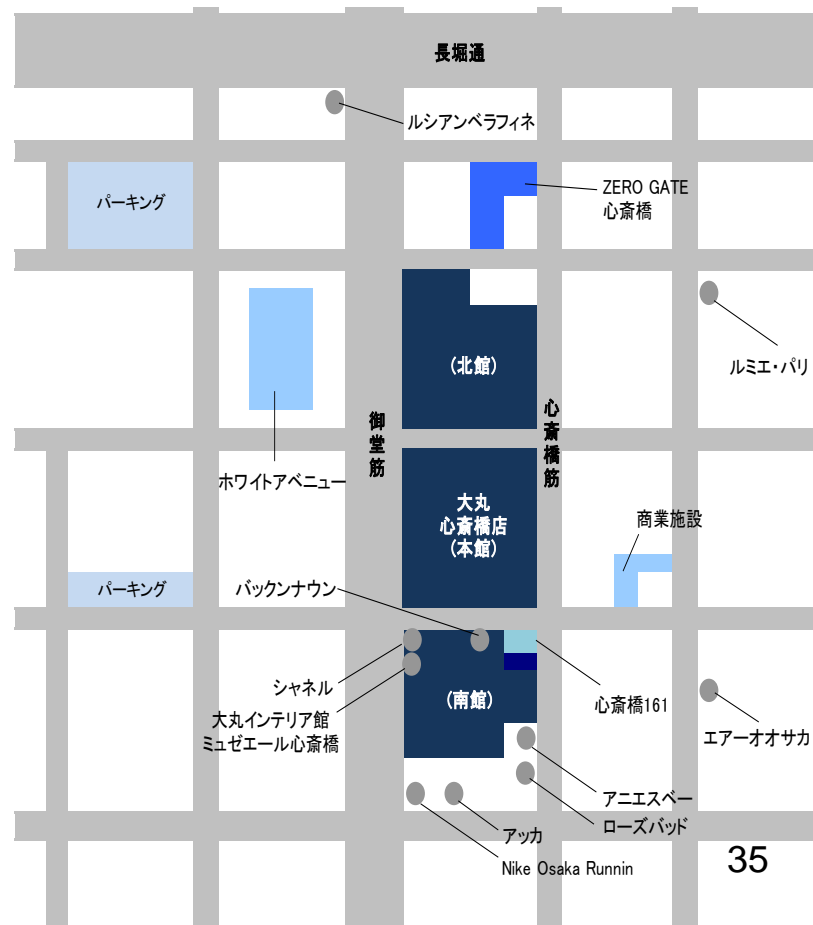 長堀通
ルシアンペラフィネ
パーキング
ZERO GATE
心斎橋
ルミエ・パリ
(北館)
御堂筋
心斎橋筋
ホワイトアベニュー
大丸
心斎橋店
(本館)
商業施設
パーキング
バックンナウン
シャネル
大丸インテリア館
ミュゼエール心斎橋
(南館)
心斎橋161
エアーオオサカ
アニエスベー
ローズバッド
アッカ
Nike Osaka Runnin
35